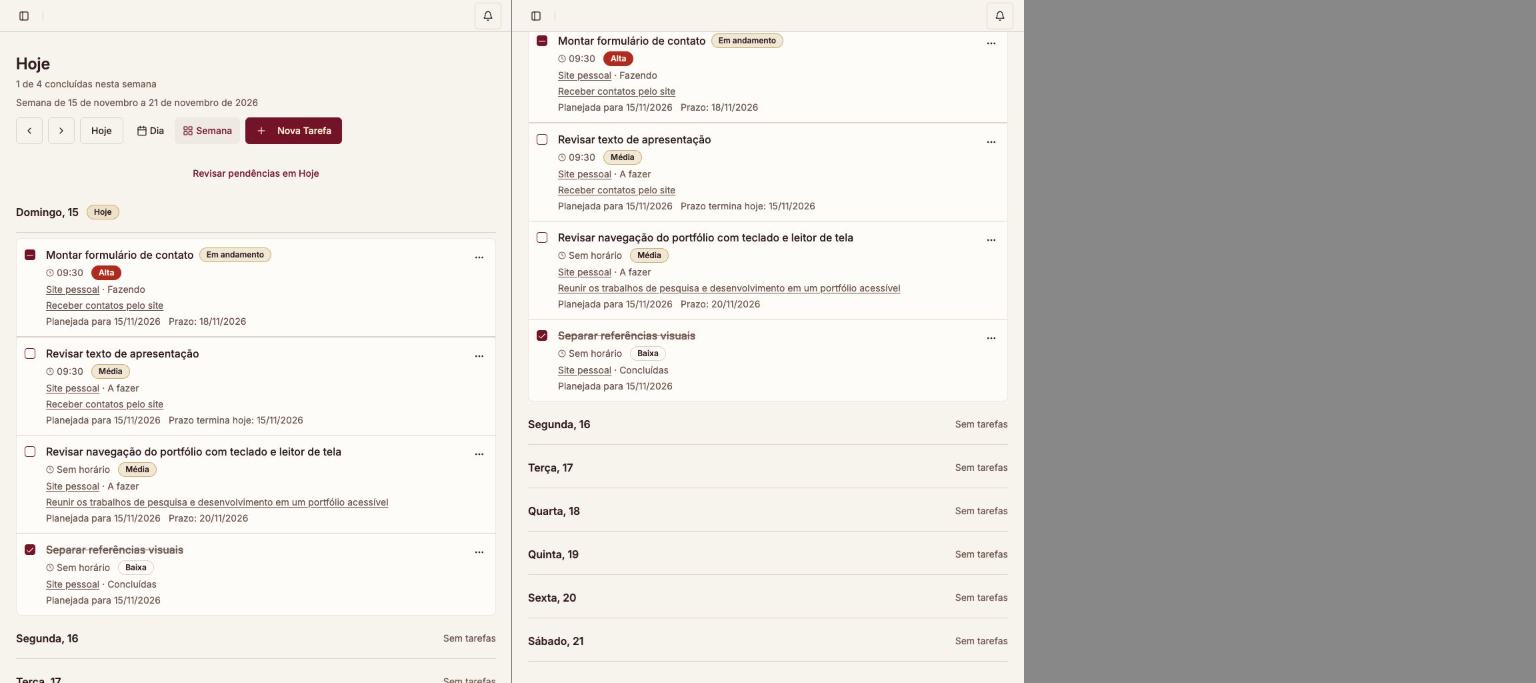 Hoje
1 de 4 concluídas nesta semana
Semana de 15 de novembro a 21 de novembro de 2026
Hoje
Dia
Semana
Nova Tarefa
Revisar pendências em Hoje
Domingo, 15 Hoje
Montar formulário de contato Em andamento
09:30 Alta
Site pessoal · Fazendo
Receber contatos pelo site
Planejada para 15/11/2026 Prazo: 18/11/2026
Revisar texto de apresentação
09:30 Média
Site pessoal · A fazer
Receber contatos pelo site
Planejada para 15/11/2026 Prazo termina hoje: 15/11/2026
Revisar navegação do portfólio com teclado e leitor de tela
Sem horário Média
Site pessoal · A fazer
Reunir os trabalhos de pesquisa e desenvolvimento em um portfólio acessível
Planejada para 15/11/2026 Prazo: 20/11/2026
Separar referências visuais
Sem horário Baixa
Site pessoal · Concluídas
Planejada para 15/11/2026
Segunda, 16 Sem tarefas
Terça, 17 Sem tarefas
Montar formulário de contato Em andamento
09:30 Alta
Site pessoal · Fazendo
Receber contatos pelo site
Planejada para 15/11/2026 Prazo: 18/11/2026
Revisar texto de apresentação
09:30 Média
Site pessoal · A fazer
Receber contatos pelo site
Planejada para 15/11/2026 Prazo termina hoje: 15/11/2026
Revisar navegação do portfólio com teclado e leitor de tela
Sem horário Média
Site pessoal · A fazer
Reunir os trabalhos de pesquisa e desenvolvimento em um portfólio acessível
Planejada para 15/11/2026 Prazo: 20/11/2026
Separar referências visuais
Sem horário Baixa
Site pessoal · Concluídas
Planejada para 15/11/2026
Segunda, 16 Sem tarefas
Terça, 17 Sem tarefas
Quarta, 18 Sem tarefas
Quinta, 19 Sem tarefas
Sexta, 20 Sem tarefas
Sábado, 21 Sem tarefas